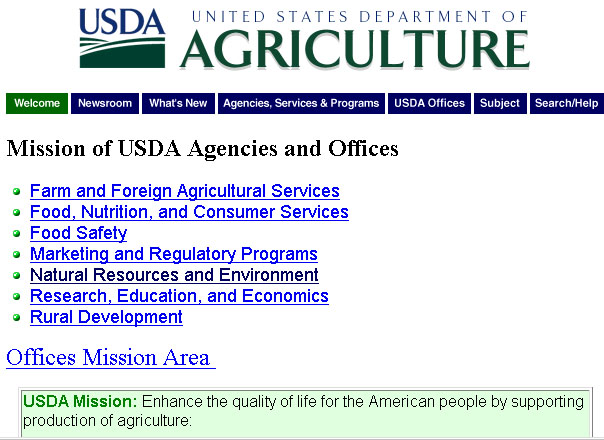 USDA
UNITED STATES DEPARTMENT OF
AGRICULTURE
Welcome Newsroom What's New Agencies, Services & Programs USDA Offices Subject Search/Help
Mission of USDA Agencies and Offices
Farm and Foreign Agricultural Services
Food, Nutrition, and Consumer Services
Food Safety
Marketing and Regulatory Programs
Natural Resources and Environment
Research, Education, and Economics
Rural Development
Offices Mission Area
USDA Mission: Enhance the quality of life for the American people by supporting
production of agriculture: